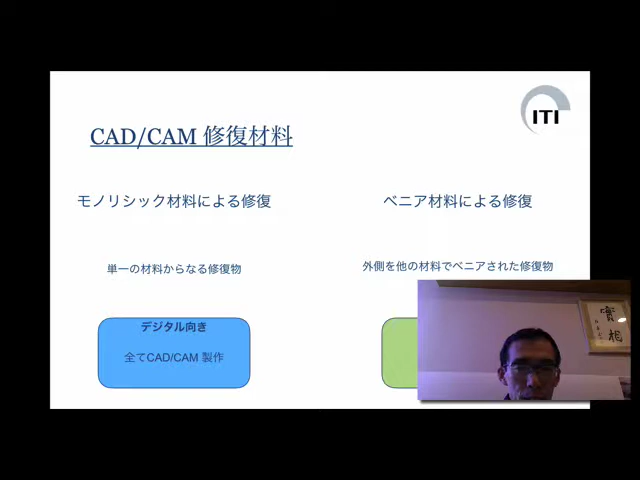 ITI
CAD/CAM 修復材料
モノリシック材料による修復
ベニア材料による修復
単一の材料からなる修復物
外側を他の材料でベニアされた修復物
デジタル向き
全てCAD/CAM 製作
實相